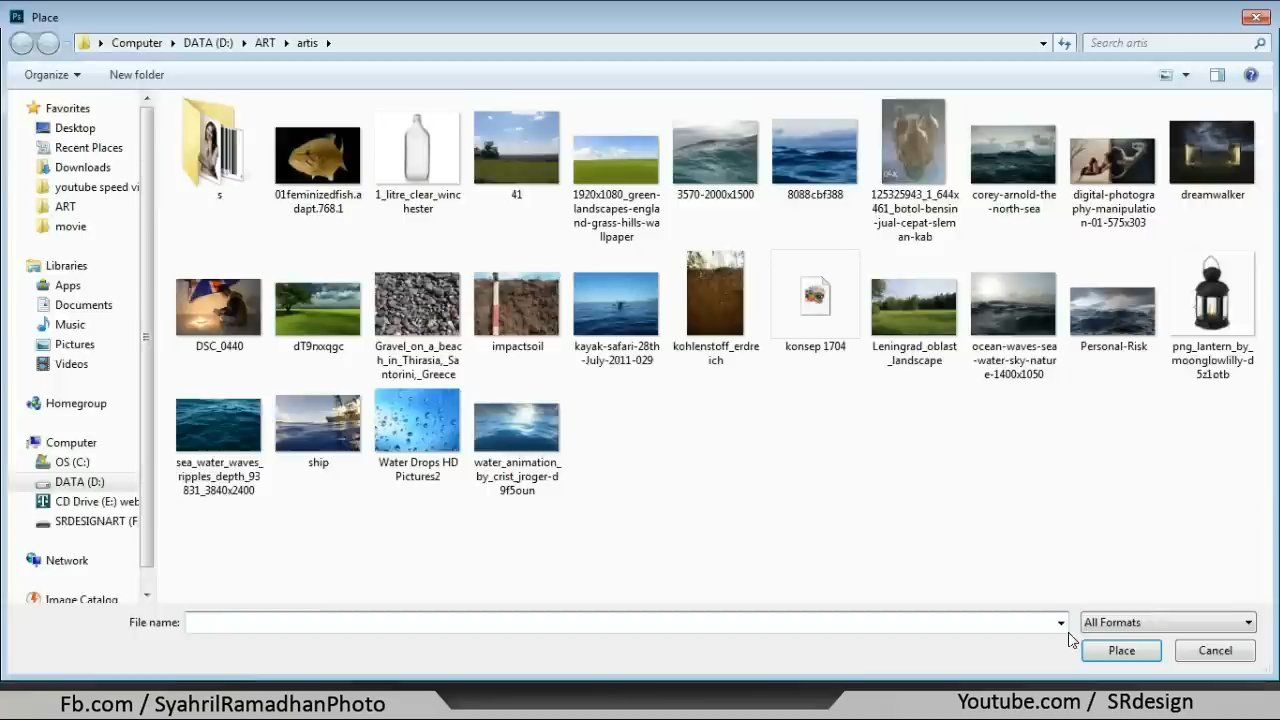 Place
Computer
DATA (D:)
ART
artis
Search artis
Organize
New folder
Favorites
Desktop
Recent Places
Downloads
youtube speed vi
ART
movie
Libraries
Apps
Documents
Music
Pictures
Videos
Homegroup
Computer
OS (C:)
DATA (D:)
CD Drive (E:) web
SRDESIGNART (F
Network
Image Catalog
s
01feminizedfish.a
dapt.768.1
1_litre_clear_winc
hester
41
1920x1080_green-
landscapes-engla
nd-grass-hills-wa
llpaper
3570-2000x1500
8088cbf388
125325943_1_644x
461_botol-bensin
-jual-cepat-slem
an-kab
corey-arnold-the
-north-sea
digital-photogra
phy-manipulatio
n-01-575x303
dreamwalker
DSC_0440
dT9rxxqgc
Gravel_on_a_beac
h_in_Thirasia,_Sa
ntorini,_Greece
impactsoil
kayak-safari-28th
-July-2011-029
kohlenstoff_erdre
ich
konsep 1704
Leningrad_oblast
_landscape
ocean-waves-sea
-water-sky-natur
e-1400x1050
Personal-Risk
png_lantern_by_
moonglowlilly-d
5z1otb
sea_water_waves_
ripples_depth_93
831_3840x2400
ship
Water Drops HD
Pictures2
water_animation_
by_crist_jroger-d
9f5oun
File name:
All Formats
Place
Cancel
Fb.com / SyahrilRamadhanPhoto
Youtube.com / SRdesign